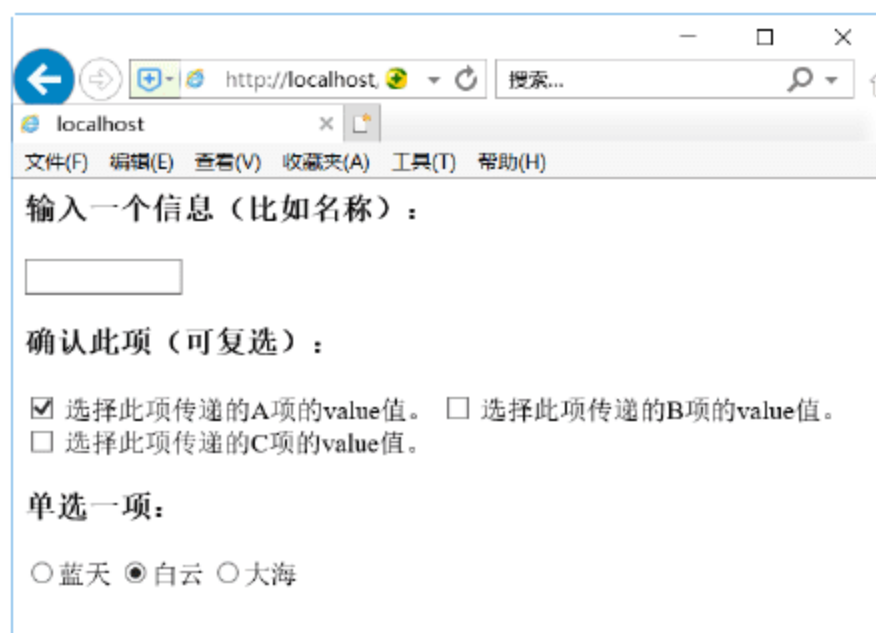 http://localhost,
搜索...
localhost
文件(F) 编辑(E) 查看(V) 收藏夹(A) 工具(T) 帮助(H)
输入一个信息（比如名称）：
确认此项（可复选）：
选择此项传递的A项的value值。 选择此项传递的B项的value值。
选择此项传递的C项的value值。
单选一项：
蓝天 白云 大海